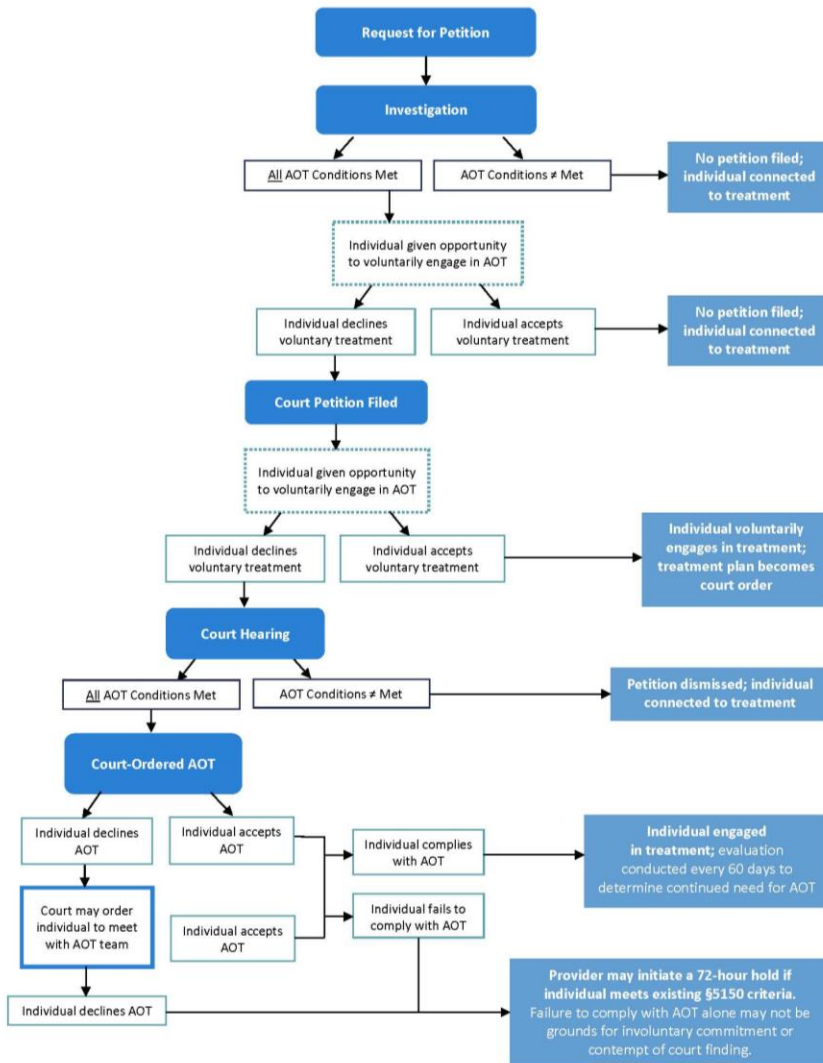 Request for Petition
Investigation
All AOT Conditions Met
AOT Conditions ≠ Met
No petition filed;
individual connected
to treatment
Individual given opportunity
to voluntarily engage in AOT
Individual declines
voluntary treatment
Individual accepts
voluntary treatment
No petition filed;
individual connected
to treatment
Court Petition Filed
Individual given opportunity
to voluntarily engage in AOT
Individual declines
voluntary treatment
Individual accepts
voluntary treatment
Individual voluntarily
engages in treatment;
treatment plan becomes
court order
Court Hearing
All AOT Conditions Met
AOT Conditions ≠ Met
Petition dismissed; individual
connected to treatment
Court-Ordered AOT
Individual declines
AOT
Individual accepts
AOT
Individual complies
with AOT
Individual engaged
in treatment; evaluation
conducted every 60 days to
determine continued need for AOT
Court may order
individual to meet
with AOT team
Individual accepts
AOT
Individual fails to
comply with AOT
Individual declines AOT
Provider may initiate a 72-hour hold if
individual meets existing §5150 criteria.
Failure to comply with AOT alone may not be
grounds for involuntary commitment or
contempt of court finding.